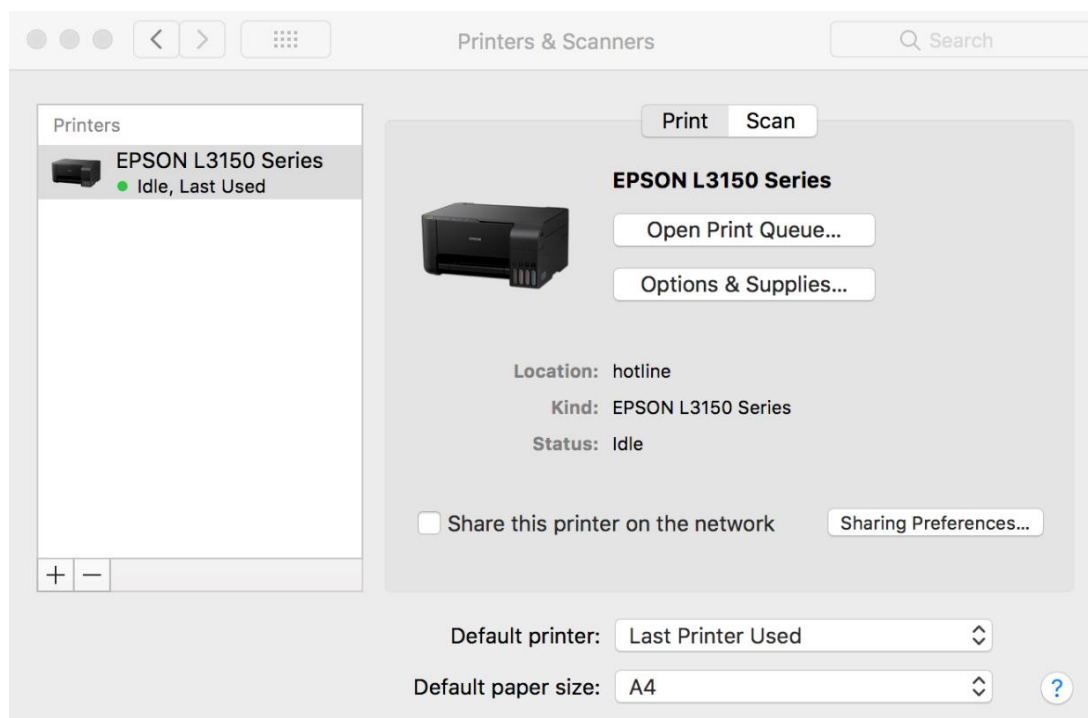 Printers & Scanners
Search
Printers
EPSON L3150 Series
Idle, Last Used
Print Scan
EPSON L3150 Series
Open Print Queue...
Options & Supplies...
Location: hotline
Kind: EPSON L3150 Series
Status: Idle
Share this printer on the network
Sharing Preferences...
Default printer: Last Printer Used
Default paper size: A4
?